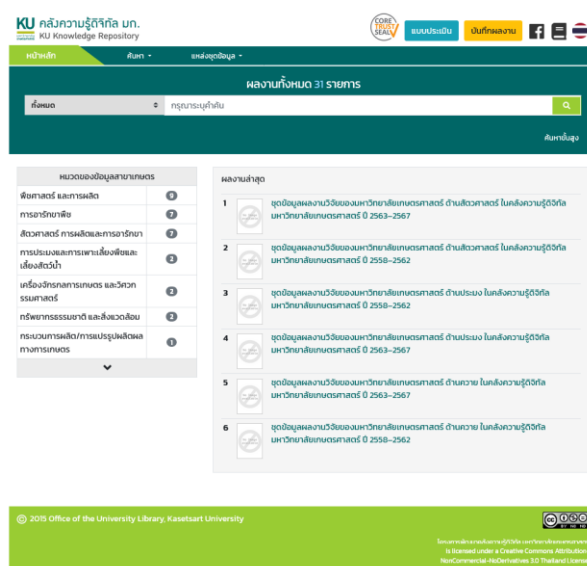 KU คลังความรู้ดิจิทัล มก.
KU Knowledge Repository
CORE TRUST SEAL
แบบประเมิน
บันทึกผลงาน
หน้าหลัก
ค้นหา
แหล่งชุดข้อมูล
ผลงานทั้งหมด 31 รายการ
ทั้งหมด
กรุณาระบุคำค้น
ค้นหาขั้นสูง
หมวดของข้อมูลสาขาเกษตร
พืชศาสตร์ และการผลิต 9
การอารักขาพืช 7
สัตวศาสตร์ การผลิตและการอารักขา 7
การประมงและการเพาะเลี้ยงพืชและ
เลี้ยงสัตว์น้ำ 2
เครื่องจักรกลการเกษตร และวิศวก
รรมศาสตร์ 2
ทรัพยากรธรรมชาติ และสิ่งแวดล้อม 2
กระบวนการผลิต/การแปรรูปผลิตผล
ทางการเกษตร 1
ผลงานล่าสุด
1 ชุดข้อมูลผลงานวิจัยของมหาวิทยาลัยเกษตรศาสตร์ ด้านสัตวศาสตร์ ในคลังความรู้ดิจิทัล
มหาวิทยาลัยเกษตรศาสตร์ ปี 2563-2567
2 ชุดข้อมูลผลงานวิจัยของมหาวิทยาลัยเกษตรศาสตร์ ด้านสัตวศาสตร์ ในคลังความรู้ดิจิทัล
มหาวิทยาลัยเกษตรศาสตร์ ปี 2558-2562
3 ชุดข้อมูลผลงานวิจัยของมหาวิทยาลัยเกษตรศาสตร์ ด้านประมง ในคลังความรู้ดิจิทัล
มหาวิทยาลัยเกษตรศาสตร์ ปี 2558-2562
4 ชุดข้อมูลผลงานวิจัยของมหาวิทยาลัยเกษตรศาสตร์ ด้านประมง ในคลังความรู้ดิจิทัล
มหาวิทยาลัยเกษตรศาสตร์ ปี 2563-2567
5 ชุดข้อมูลผลงานวิจัยของมหาวิทยาลัยเกษตรศาสตร์ ด้านควาย ในคลังความรู้ดิจิทัล
มหาวิทยาลัยเกษตรศาสตร์ ปี 2563-2567
6 ชุดข้อมูลผลงานวิจัยของมหาวิทยาลัยเกษตรศาสตร์ ด้านควาย ในคลังความรู้ดิจิทัล
มหาวิทยาลัยเกษตรศาสตร์ ปี 2558-2562
© 2015 Office of the University Library, Kasetsart University
BY NC ND
is licensed under a Creative Commons Attribution-
NonCommercial-NoDerivatives 3.0 Thailand License